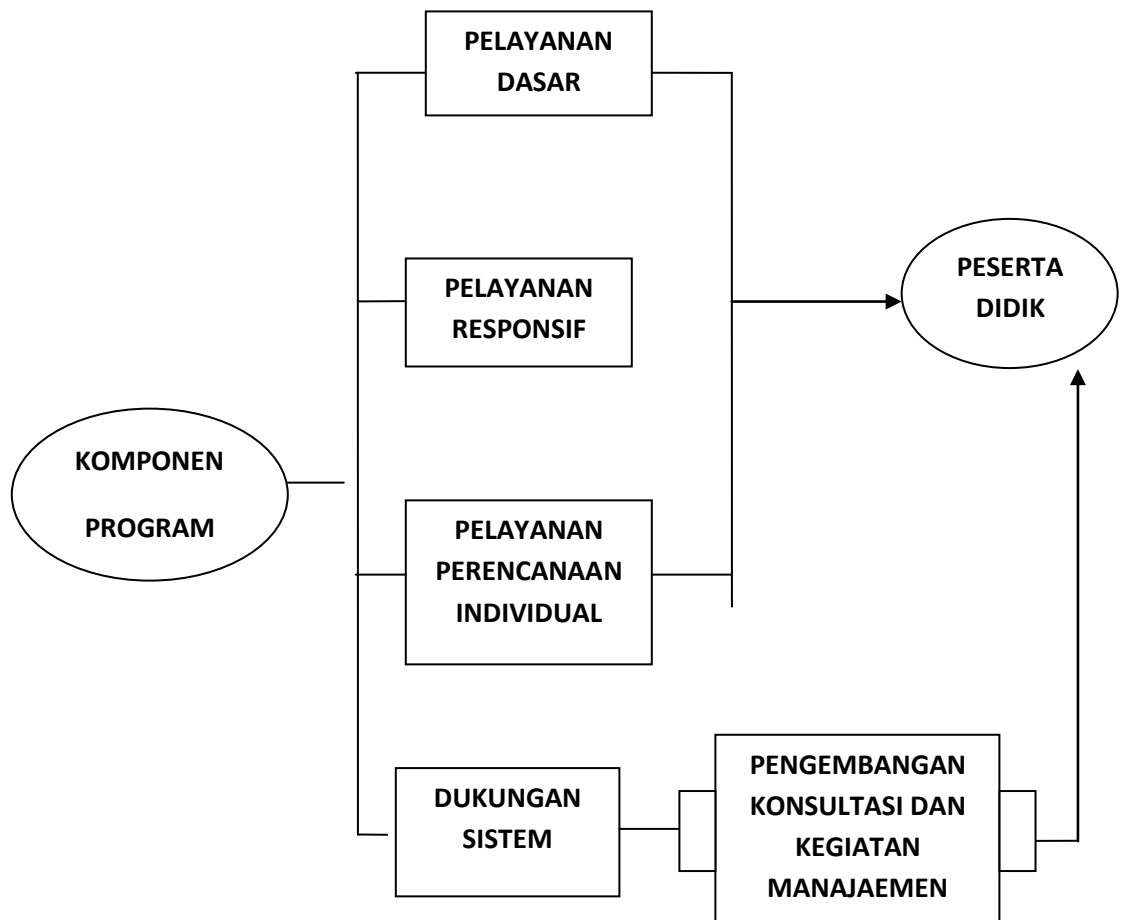 PELAYANAN
DASAR
PELAYANAN
RESPONSIF
PESERTA
DIDIK
KOMPONEN
PROGRAM
PELAYANAN
PERENCANAAN
INDIVIDUAL
DUKUNGAN
SISTEM
PENGEMBANGAN
KONSULTASI DAN
KEGIATAN
MANAJAEMEN